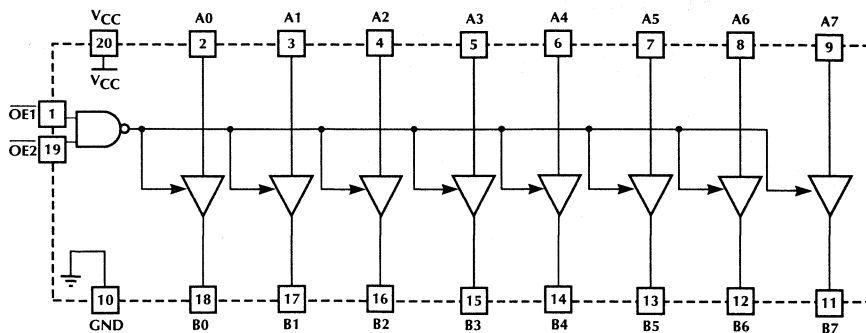 VCC A0 A1 A2 A3 A4 A5 A6 A7
20 2 3 4 5 6 7 8 9
VCC
OE1 1
OE2 19
10 18 17 16 15 14 13 12 11
GND B0 B1 B2 B3 B4 B5 B6 B7